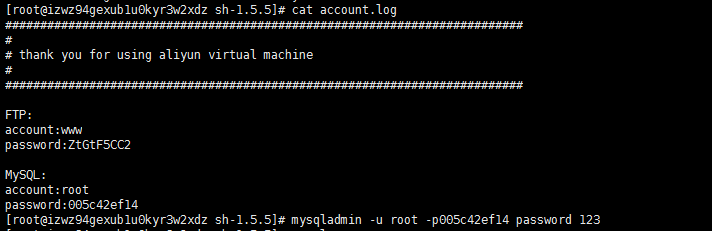 [root@izwz94gexub1u0kyr3w2xdz sh-1.5.5]# cat account.log
##########################################################################
#
# thank you for using aliyun virtual machine
#
##########################################################################
FTP:
account:www
password:ZtGtF5CC2
MySQL:
account:root
password:005c42ef14
[root@izwz94gexub1u0kyr3w2xdz sh-1.5.5]# mysqladmin -u root -p005c42ef14 password 123